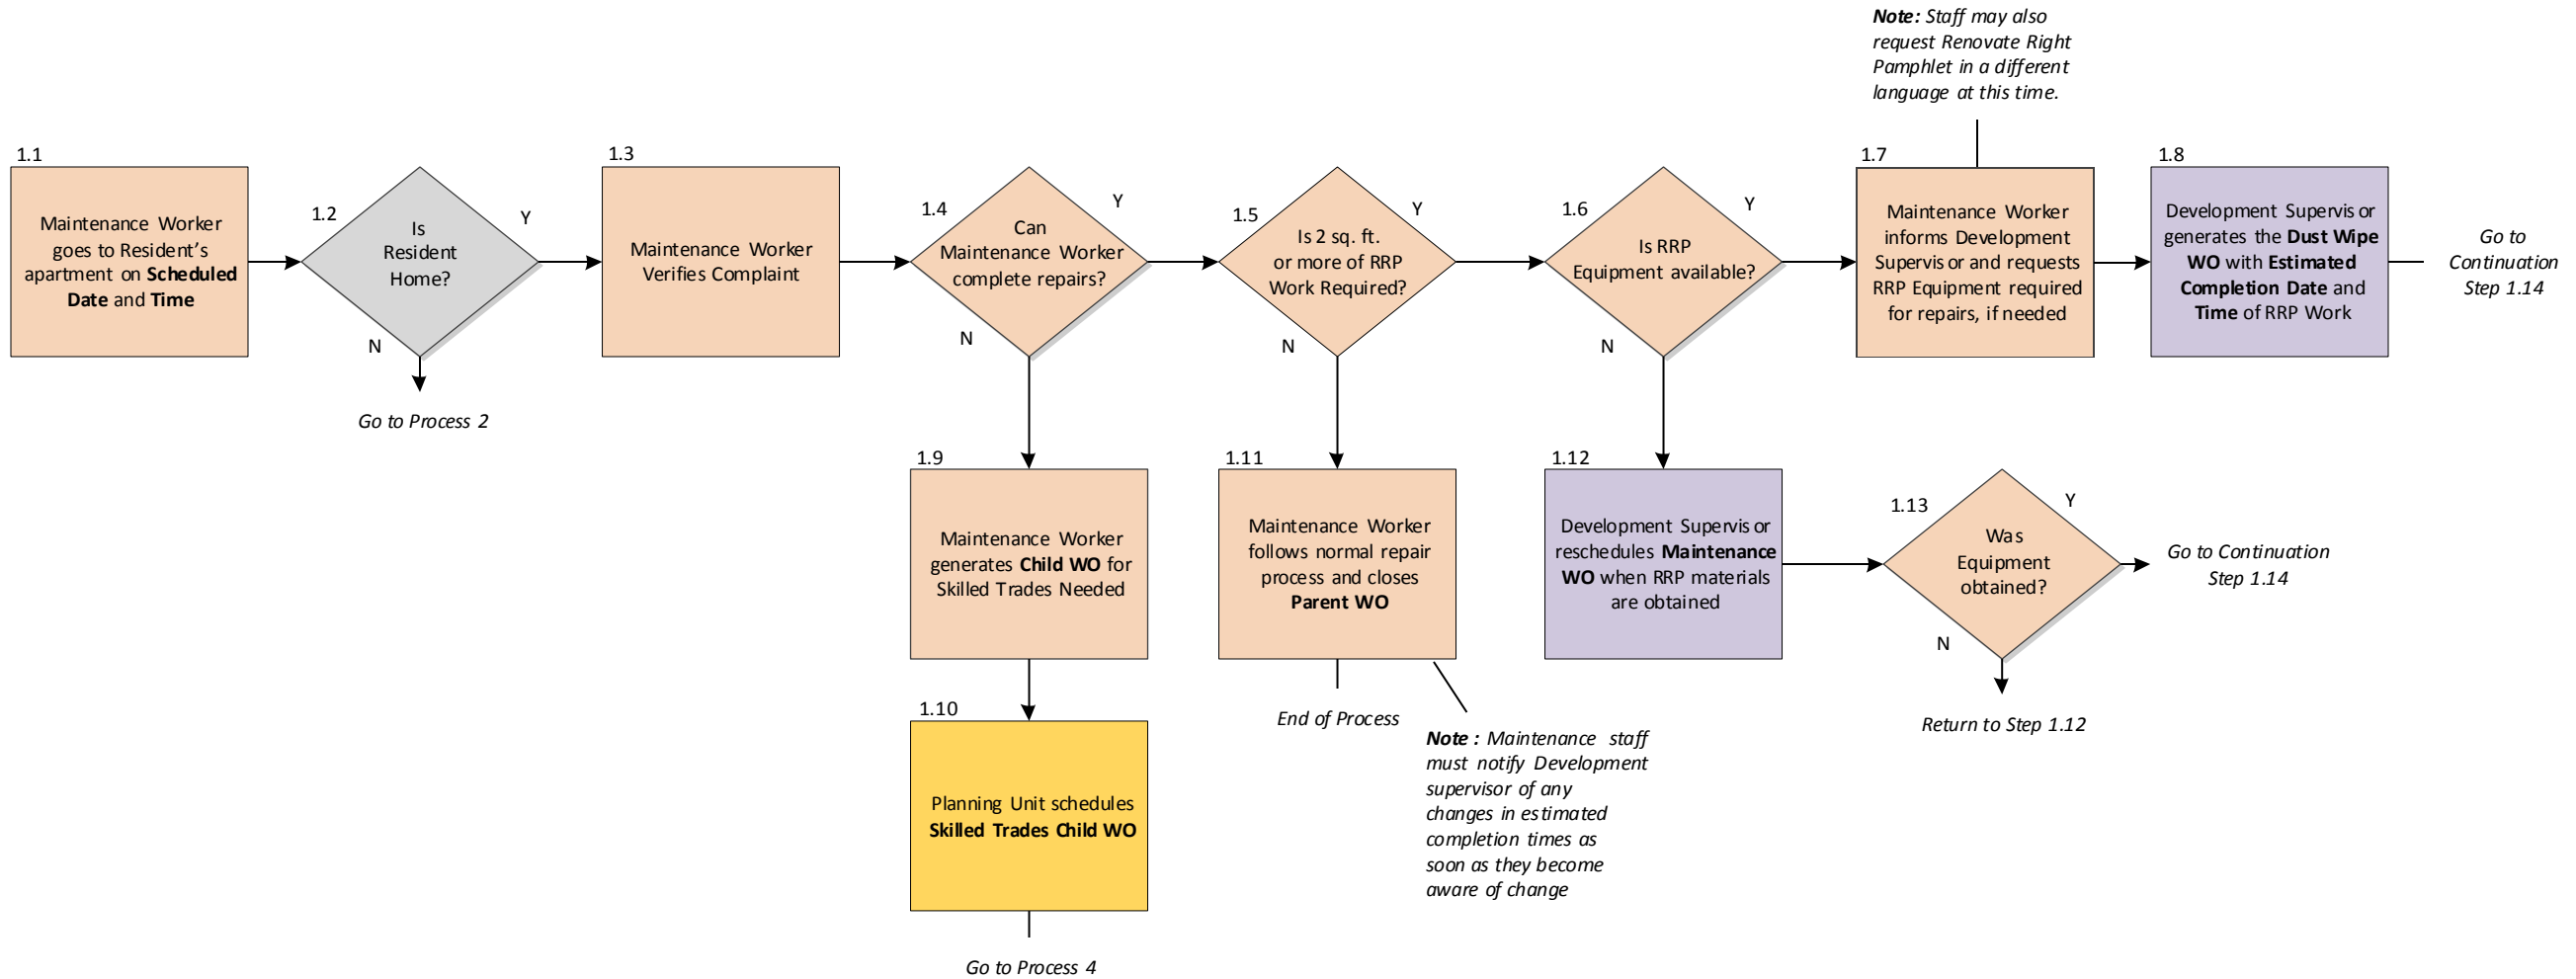 Note: Staff may also
request Renovate Right
Pamphlet in a different
language at this time.
1.1
Maintenance Worker
goes to Resident's
apartment on Scheduled
Date and Time
1.2
Is
Resident
Home?
Y
N
Go to Process 2
1.3
Maintenance Worker
Verifies Complaint
1.4
Can
Maintenance Worker
complete repairs?
Y
N
1.5
Is 2 sq. ft.
or more of RRP
Work Required?
Y
N
1.6
Is RRP
Equipment available?
Y
N
1.7
Maintenance Worker
informs Development
Supervisor and requests
RRP Equipment required
for repairs, if needed
1.8
Development Supervisor
generates the Dust Wipe
WO with Estimated
Completion Date and
Time of RRP Work
Go to
Continuation
Step 1.14
1.9
Maintenance Worker
generates Child WO for
Skilled Trades Needed
1.10
Planning Unit schedules
Skilled Trades Child WO
Go to Process 4
1.11
Maintenance Worker
follows normal repair
process and closes
Parent WO
End of Process
Note : Maintenance staff
must notify Development
supervisor of any
changes in estimated
completion times as
soon as they become
aware of change
1.12
Development Supervisor
reschedules Maintenance
WO when RRP materials
are obtained
1.13
Was
Equipment
obtained?
Y
N
Go to Continuation
Step 1.14
Return to Step 1.12